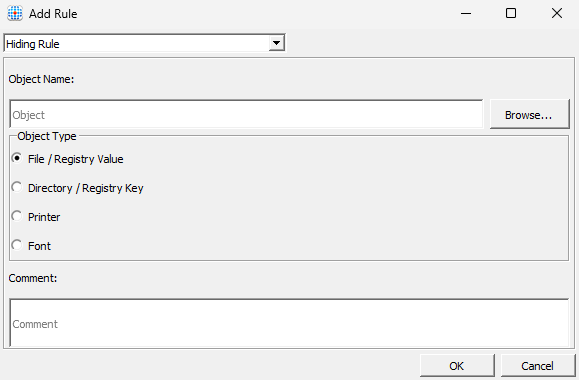 Add Rule
Hiding Rule
Object Name:
Object
Browse...
Object Type
File / Registry Value
Directory / Registry Key
Printer
Font
Comment:
Comment
OK
Cancel